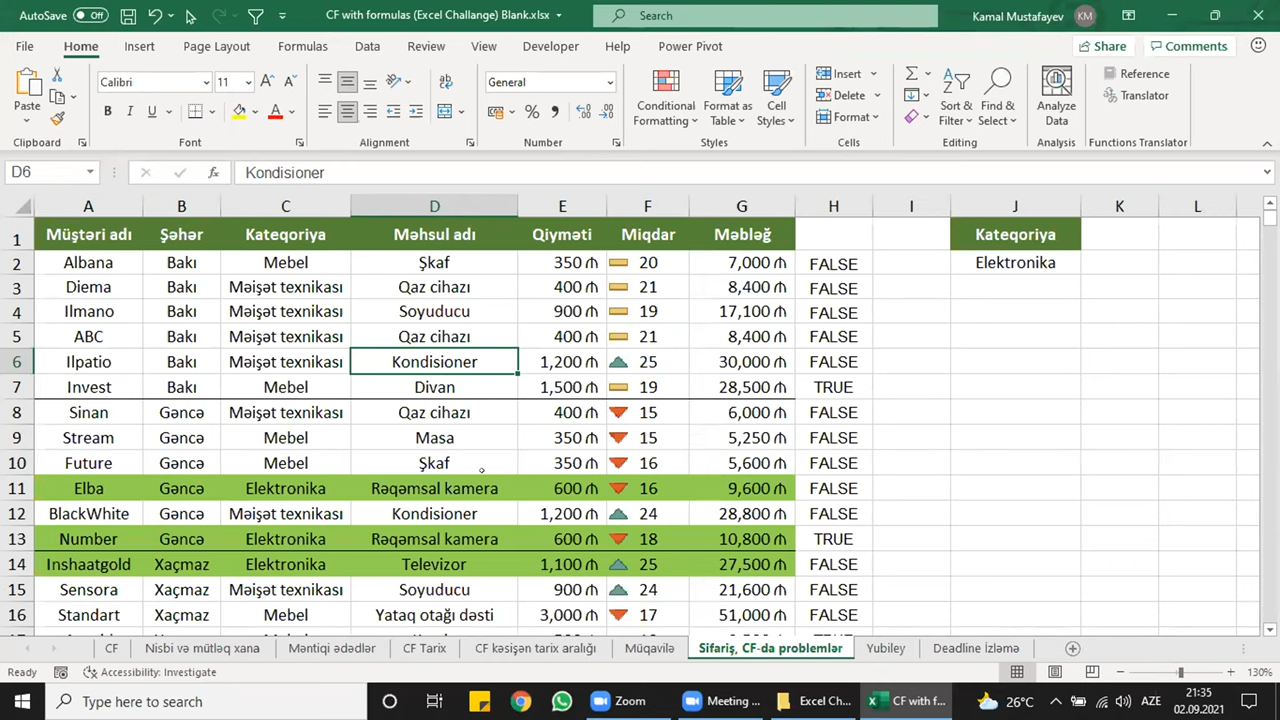 AutoSave Off CF with formulas (Excel Challange) Blank.xlsx Search Kamal Mustafayev KM
File Home Insert Page Layout Formulas Data Review View Developer Help Power Pivot Share Comments
Paste Calibri 11 General Conditional Formatting Format as Table Cell Styles Insert Delete Format Sort & Filter Find & Select Analyze Data Reference Translator
Clipboard Font Alignment Number Styles Cells Editing Analysis Functions Translator
D6 fx Kondisioner
A B C D E F G H I J K L
1 Müştəri adı Şəhər Kateqoriya Məhsul adı Qiyməti Miqdar Məbləğ Kateqoriya
2 Albana Bakı Mebel Şkaf 350 ₼ 20 7,000 ₼ FALSE Elektronika
3 Diema Bakı Məişət texnikası Qaz cihazı 400 ₼ 21 8,400 ₼ FALSE
4 Ilmano Bakı Məişət texnikası Soyuducu 900 ₼ 19 17,100 ₼ FALSE
5 ABC Bakı Məişət texnikası Qaz cihazı 400 ₼ 21 8,400 ₼ FALSE
6 Ilpatio Bakı Məişət texnikası Kondisioner 1,200 ₼ 25 30,000 ₼ FALSE
7 Invest Bakı Mebel Divan 1,500 ₼ 19 28,500 ₼ TRUE
8 Sinan Gəncə Məişət texnikası Qaz cihazı 400 ₼ 15 6,000 ₼ FALSE
9 Stream Gəncə Mebel Masa 350 ₼ 15 5,250 ₼ FALSE
10 Future Gəncə Mebel Şkaf 350 ₼ 16 5,600 ₼ FALSE
11 Elba Gəncə Elektronika Rəqəmsal kamera 600 ₼ 16 9,600 ₼ FALSE
12 BlackWhite Gəncə Məişət texnikası Kondisioner 1,200 ₼ 24 28,800 ₼ FALSE
13 Number Gəncə Elektronika Rəqəmsal kamera 600 ₼ 18 10,800 ₼ TRUE
14 Inshaatgold Xaçmaz Elektronika Televizor 1,100 ₼ 25 27,500 ₼ FALSE
15 Sensora Xaçmaz Məişət texnikası Soyuducu 900 ₼ 24 21,600 ₼ FALSE
16 Standart Xaçmaz Mebel Yataq otağı dəsti 3,000 ₼ 17 51,000 ₼ FALSE
CF Nisbi və mütləq xana Məntiqi ədədlər CF Tarix CF kəsişən tarix aralığı Müqavilə Sifariş, CF-da problemlər Yubiley Deadline İzləmə
Ready Accessibility: Investigate 130%
Type here to search Zoom Meeting ... Excel Ch... CF with f... 26°C AZE 21:35
02.09.2021